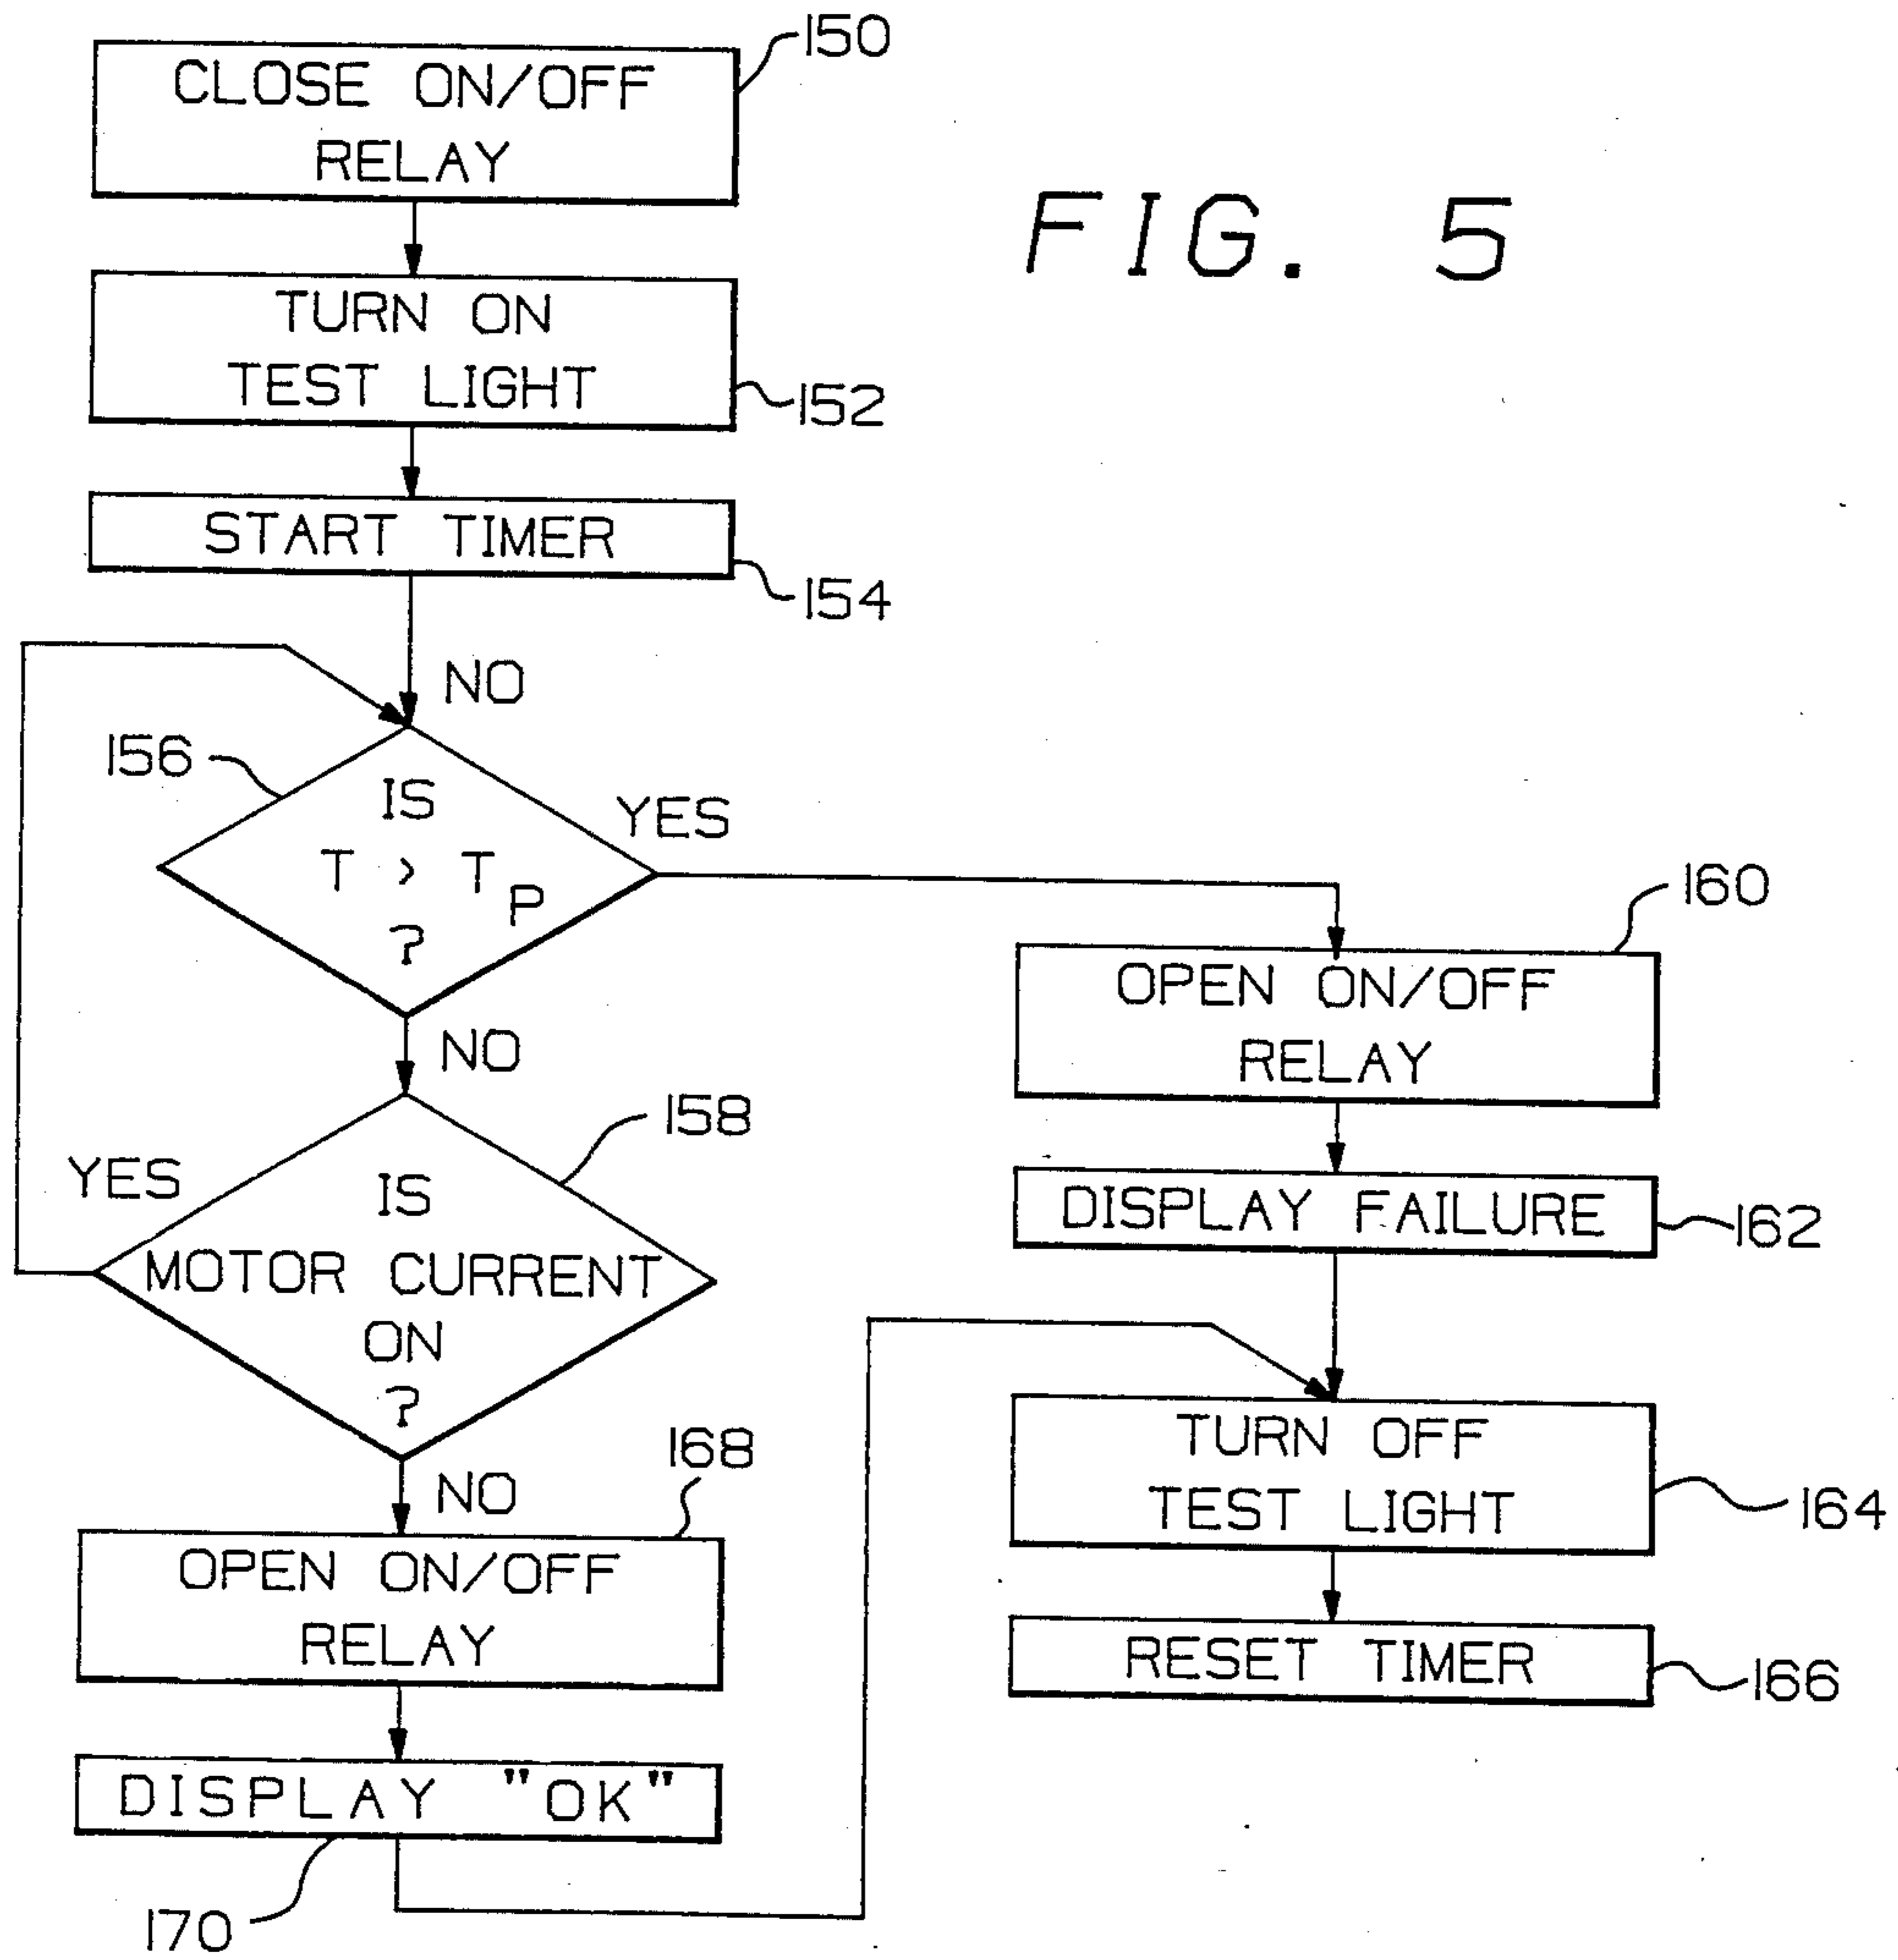 150
CLOSE ON/OFF
RELAY
FIG. 5
TURN ON
TEST LIGHT
152
START TIMER
154
NO
156
IS
T > TP
?
YES
160
OPEN ON/OFF
RELAY
NO
158
YES
IS
MOTOR CURRENT
ON
?
DISPLAY FAILURE
162
TURN OFF
TEST LIGHT
164
168
NO
OPEN ON/OFF
RELAY
RESET TIMER
166
DISPLAY "OK"
170